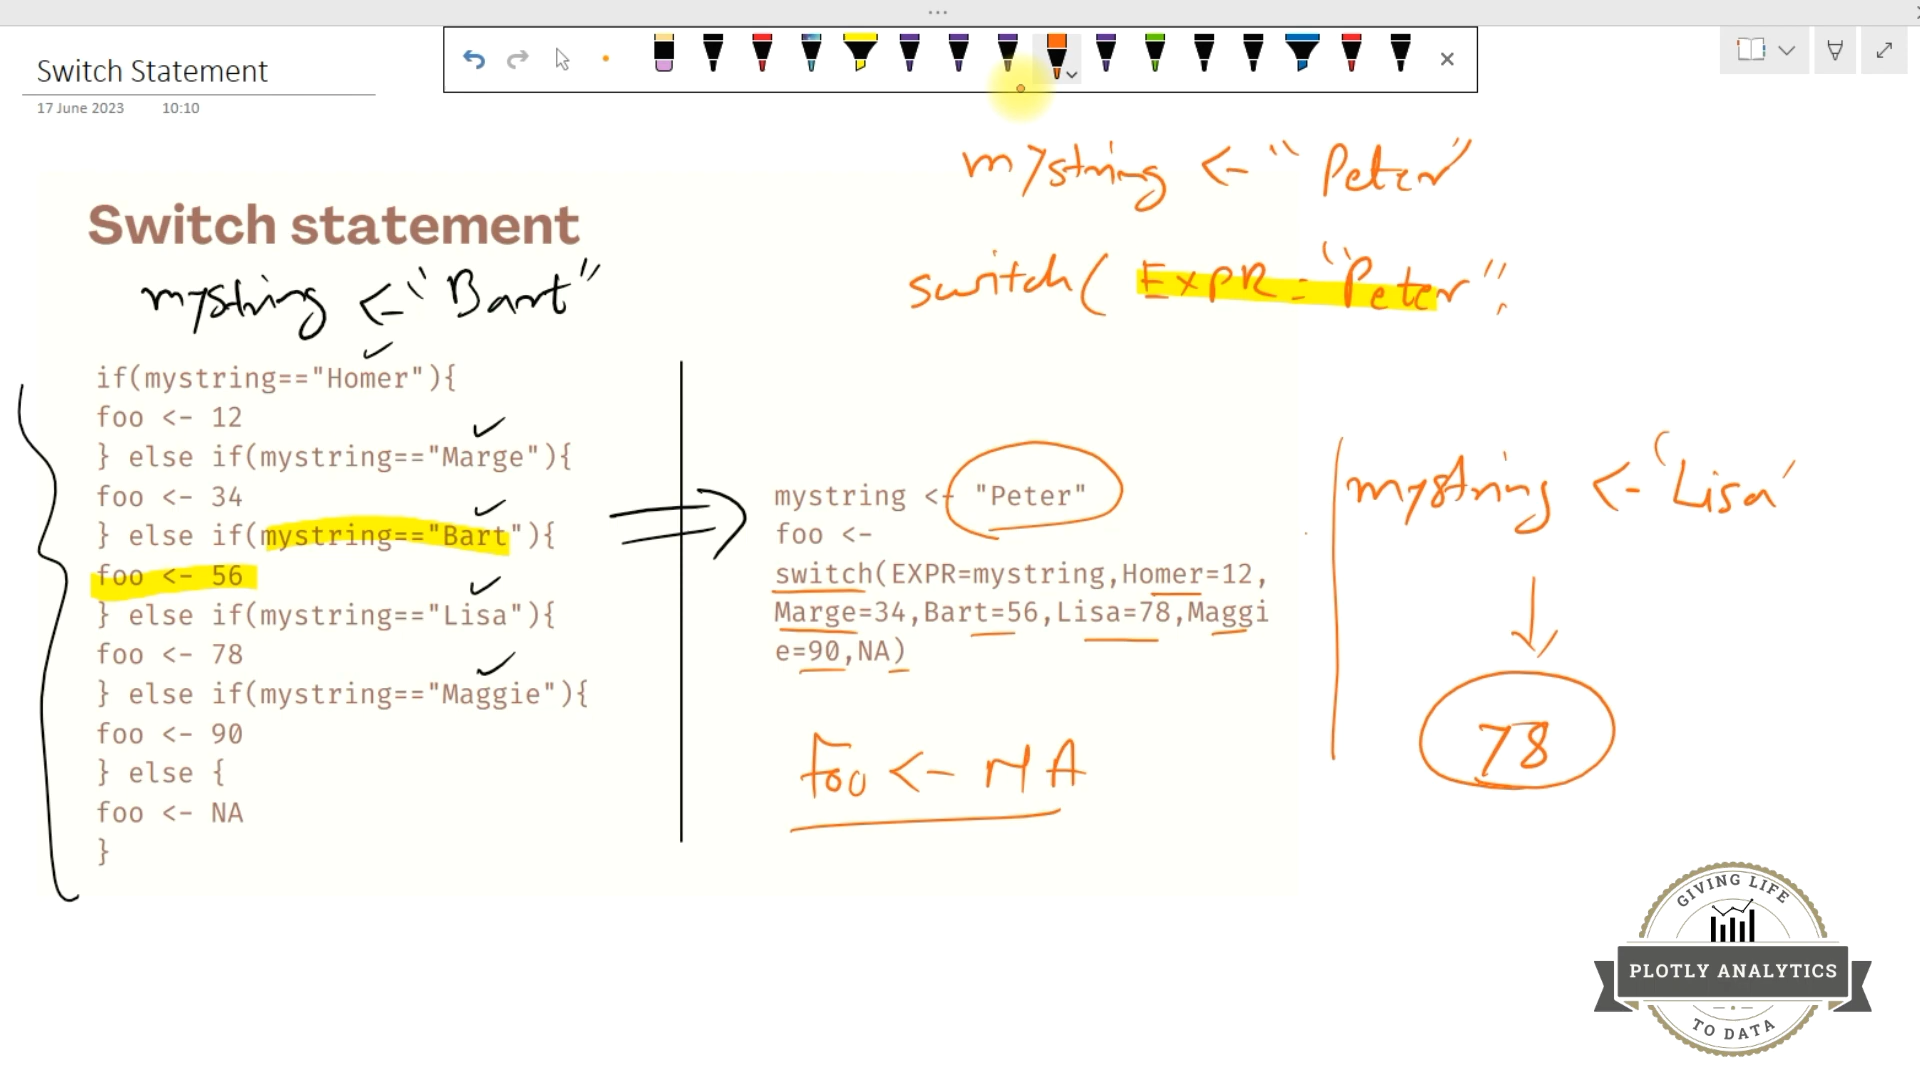 Switch Statement
17 June 2023 10:10
mystring <- "Peter"
switch( EXPR = "Peter",
Switch statement
mystring <- "Bart"
if(mystring=="Homer"){
foo <- 12
} else if(mystring=="Marge"){
foo <- 34
} else if(mystring=="Bart"){
foo <- 56
} else if(mystring=="Lisa"){
foo <- 78
} else if(mystring=="Maggie"){
foo <- 90
} else {
foo <- NA
}
mystring <- "Peter"
foo <-
switch(EXPR=mystring,Homer=12,
Marge=34,Bart=56,Lisa=78,Maggi
e=90,NA)
foo <- NA
mystring <- 'Lisa'
78
GIVING LIFE
PLOTLY ANALYTICS
TO DATA